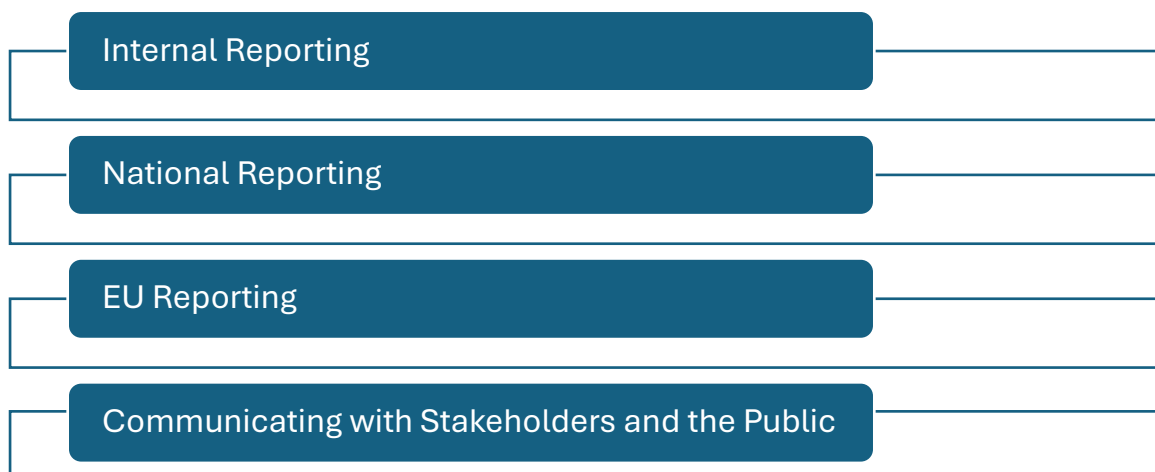 Internal Reporting
National Reporting
EU Reporting
Communicating with Stakeholders and the Public